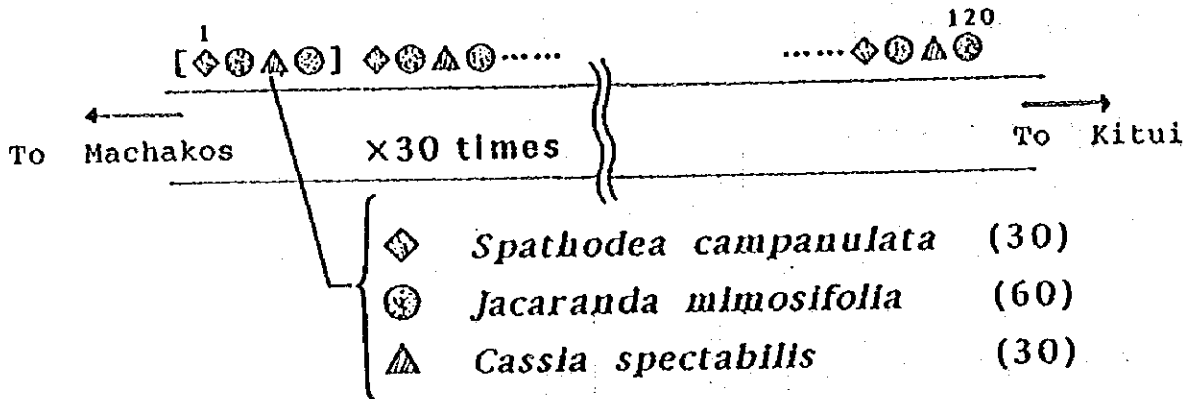 1 120
[ ] ...... ......
To Machakos ×30 times To Kitui
Spathodea campanulata (30)
Jacaranda mimosifolia (60)
Cassia spectabilis (30)